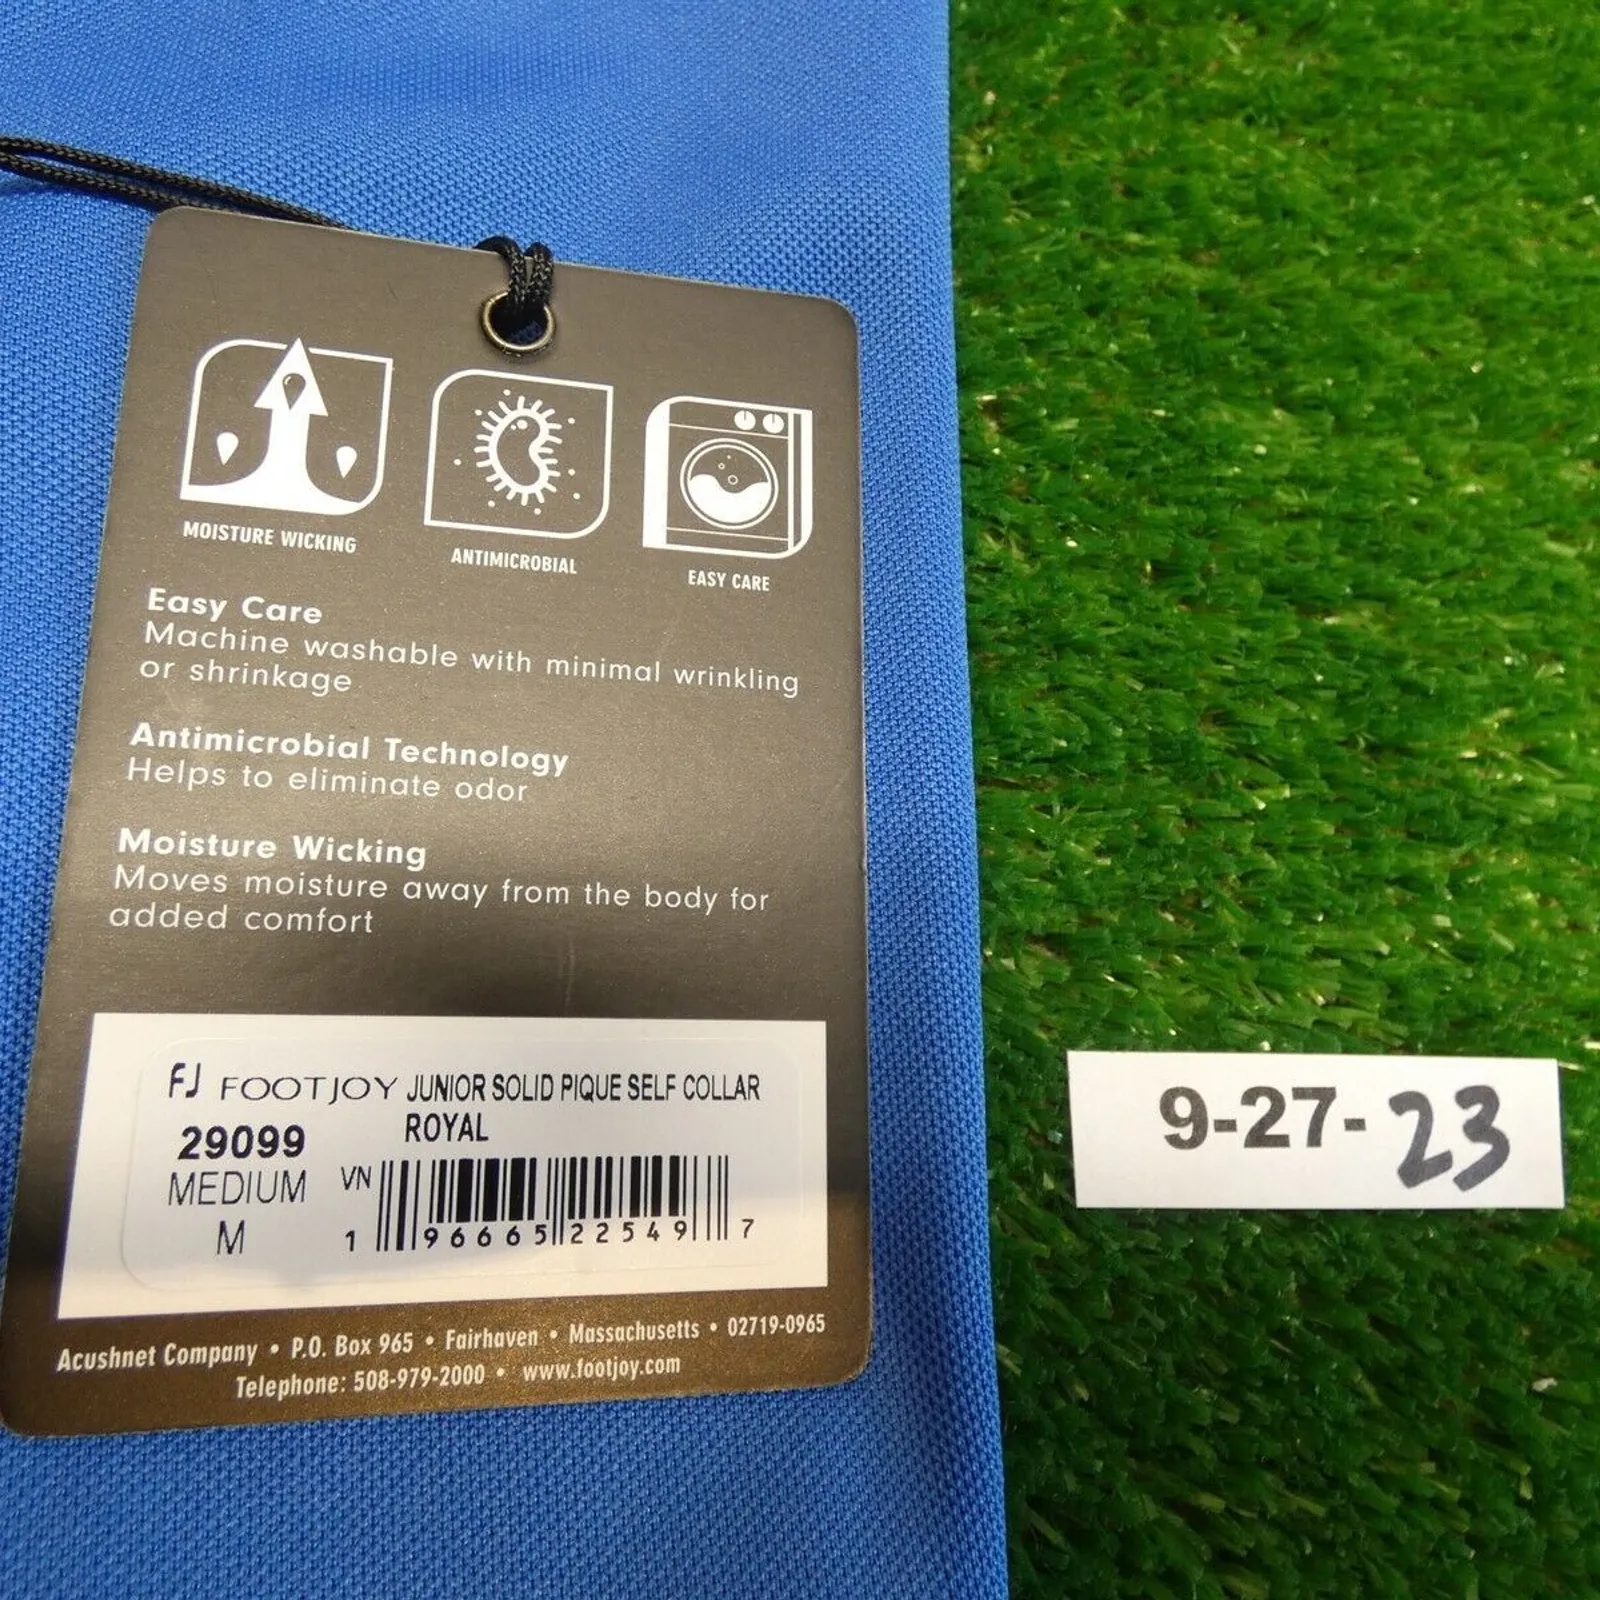 MOISTURE WICKING
ANTIMICROBIAL
EASY CARE
Easy Care
Machine washable with minimal wrinkling
or shrinkage
Antimicrobial Technology
Helps to eliminate odor
Moisture Wicking
Moves moisture away from the body for
added comfort
FJ FOOTJOY JUNIOR SOLID PIQUE SELF COLLAR
29099 ROYAL
MEDIUM VN
M 1 96665 22549 7
Acushnet Company • P.O. Box 965 • Fairhaven • Massachusetts • 02719-0965
Telephone: 508-979-2000 • www.footjoy.com
9-27-23